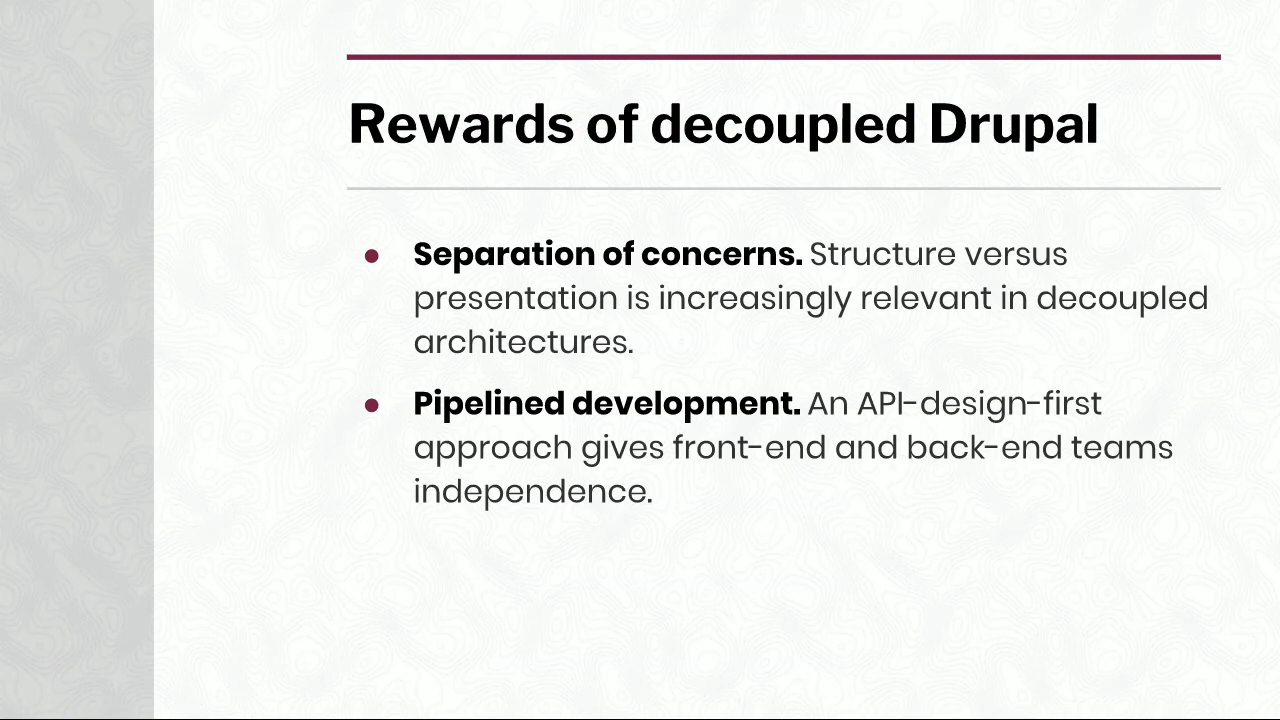 Rewards of decoupled Drupal
● Separation of concerns. Structure versus
presentation is increasingly relevant in decoupled
architectures.
● Pipelined development. An API-design-first
approach gives front-end and back-end teams
independence.